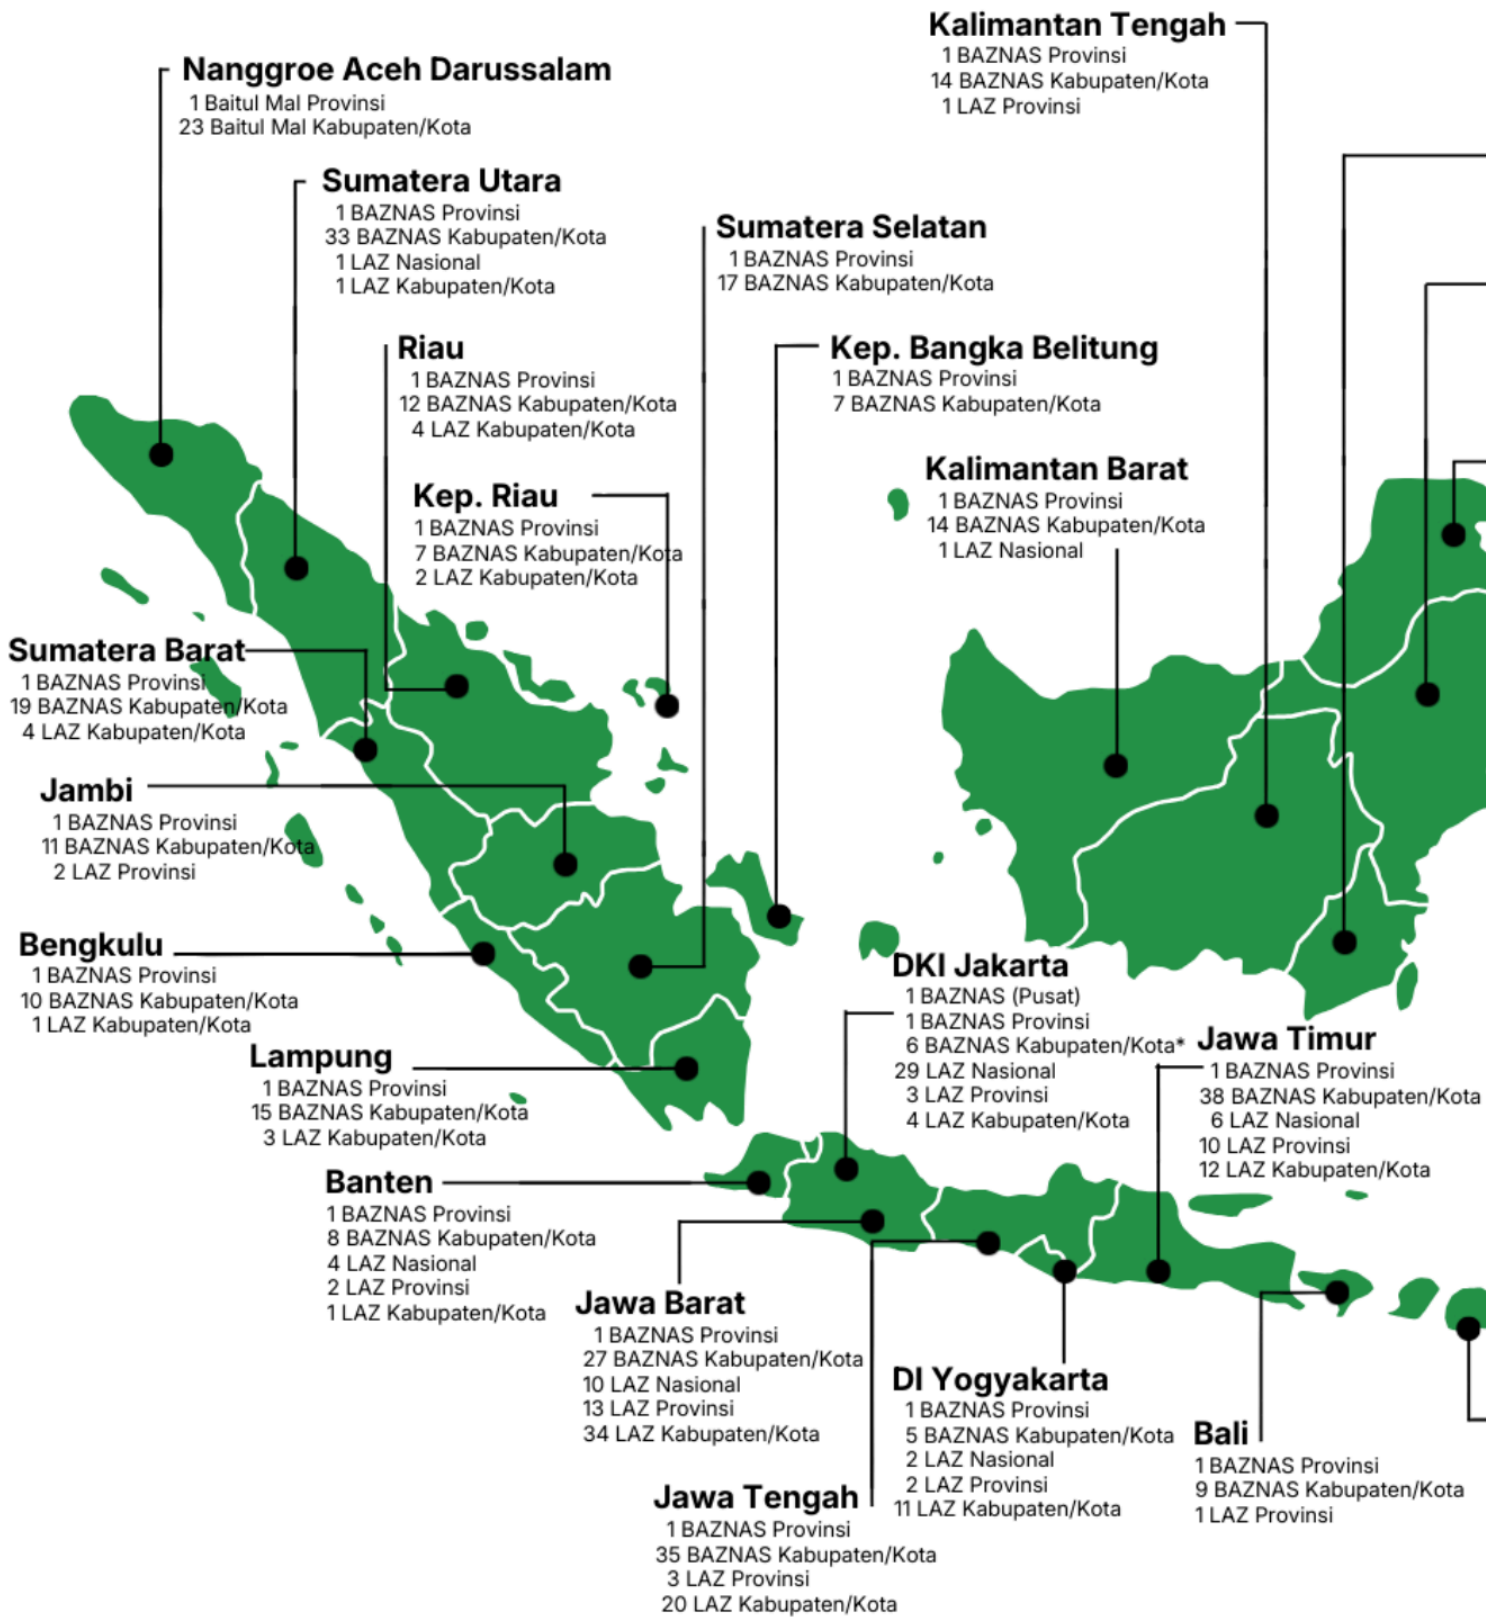 Kalimantan Tengah
1 BAZNAS Provinsi
14 BAZNAS Kabupaten/Kota
1 LAZ Provinsi
Nanggroe Aceh Darussalam
1 Baitul Mal Provinsi
23 Baitul Mal Kabupaten/Kota
Sumatera Utara
1 BAZNAS Provinsi
33 BAZNAS Kabupaten/Kota
1 LAZ Nasional
1 LAZ Kabupaten/Kota
Sumatera Selatan
1 BAZNAS Provinsi
17 BAZNAS Kabupaten/Kota
Riau
1 BAZNAS Provinsi
12 BAZNAS Kabupaten/Kota
4 LAZ Kabupaten/Kota
Kep. Bangka Belitung
1 BAZNAS Provinsi
7 BAZNAS Kabupaten/Kota
Kalimantan Barat
1 BAZNAS Provinsi
14 BAZNAS Kabupaten/Kota
1 LAZ Nasional
Kep. Riau
1 BAZNAS Provinsi
7 BAZNAS Kabupaten/Kota
2 LAZ Kabupaten/Kota
Sumatera Barat
1 BAZNAS Provinsi
19 BAZNAS Kabupaten/Kota
4 LAZ Kabupaten/Kota
Jambi
1 BAZNAS Provinsi
11 BAZNAS Kabupaten/Kota
2 LAZ Provinsi
Bengkulu
1 BAZNAS Provinsi
10 BAZNAS Kabupaten/Kota
1 LAZ Kabupaten/Kota
DKI Jakarta
1 BAZNAS (Pusat)
1 BAZNAS Provinsi
6 BAZNAS Kabupaten/Kota*
29 LAZ Nasional
3 LAZ Provinsi
4 LAZ Kabupaten/Kota
Jawa Timur
1 BAZNAS Provinsi
38 BAZNAS Kabupaten/Kota
6 LAZ Nasional
10 LAZ Provinsi
12 LAZ Kabupaten/Kota
Lampung
1 BAZNAS Provinsi
15 BAZNAS Kabupaten/Kota
3 LAZ Kabupaten/Kota
Banten
1 BAZNAS Provinsi
8 BAZNAS Kabupaten/Kota
4 LAZ Nasional
2 LAZ Provinsi
1 LAZ Kabupaten/Kota
Jawa Barat
1 BAZNAS Provinsi
27 BAZNAS Kabupaten/Kota
10 LAZ Nasional
13 LAZ Provinsi
34 LAZ Kabupaten/Kota
DI Yogyakarta
1 BAZNAS Provinsi
5 BAZNAS Kabupaten/Kota
2 LAZ Nasional
2 LAZ Provinsi
11 LAZ Kabupaten/Kota
Bali
1 BAZNAS Provinsi
9 BAZNAS Kabupaten/Kota
1 LAZ Provinsi
Jawa Tengah
1 BAZNAS Provinsi
35 BAZNAS Kabupaten/Kota
3 LAZ Provinsi
20 LAZ Kabupaten/Kota